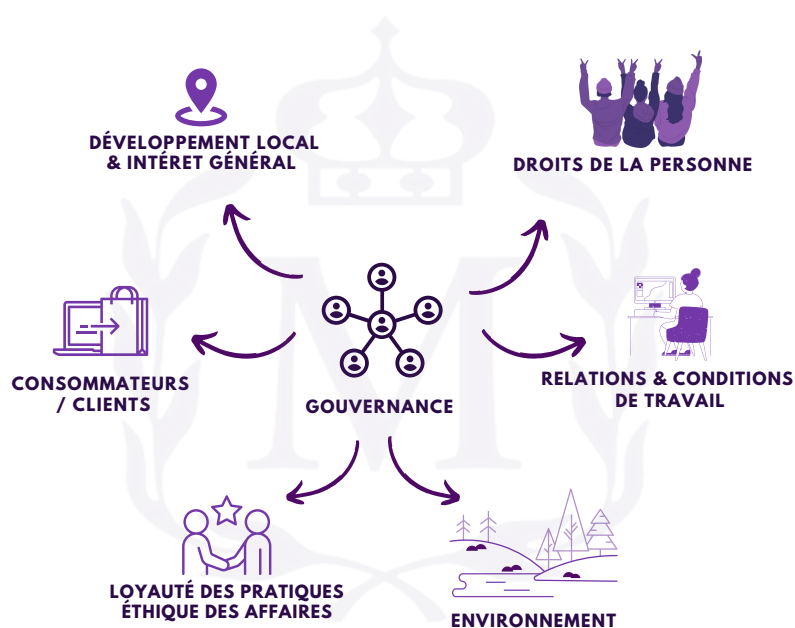 DÉVELOPPEMENT LOCAL
& INTÉRET GÉNÉRAL
DROITS DE LA PERSONNE
CONSOMMATEURS
/ CLIENTS
GOUVERNANCE
RELATIONS & CONDITIONS
DE TRAVAIL
LOYAUTÉ DES PRATIQUES
ÉTHIQUE DES AFFAIRES
ENVIRONNEMENT
M